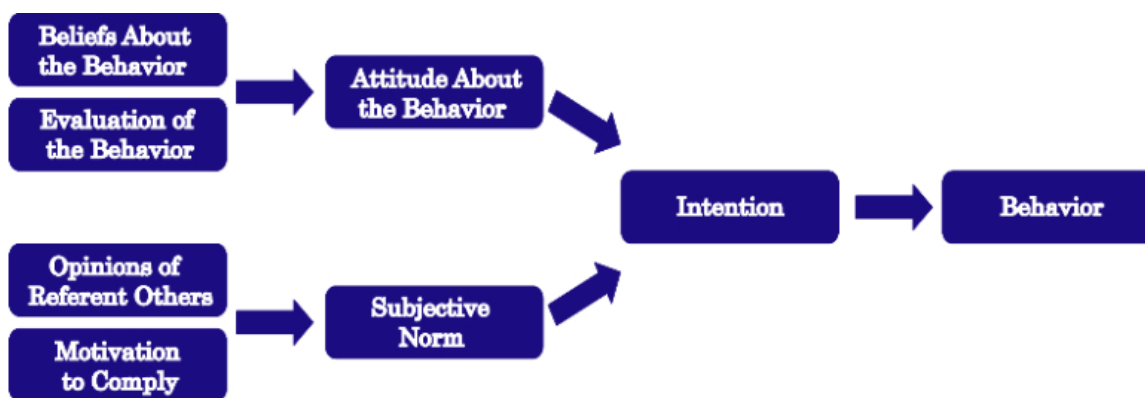 Beliefs About
the Behavior
Evaluation of
the Behavior
Attitude About
the Behavior
Opinions of
Referent Others
Motivation
to Comply
Subjective
Norm
Intention
Behavior